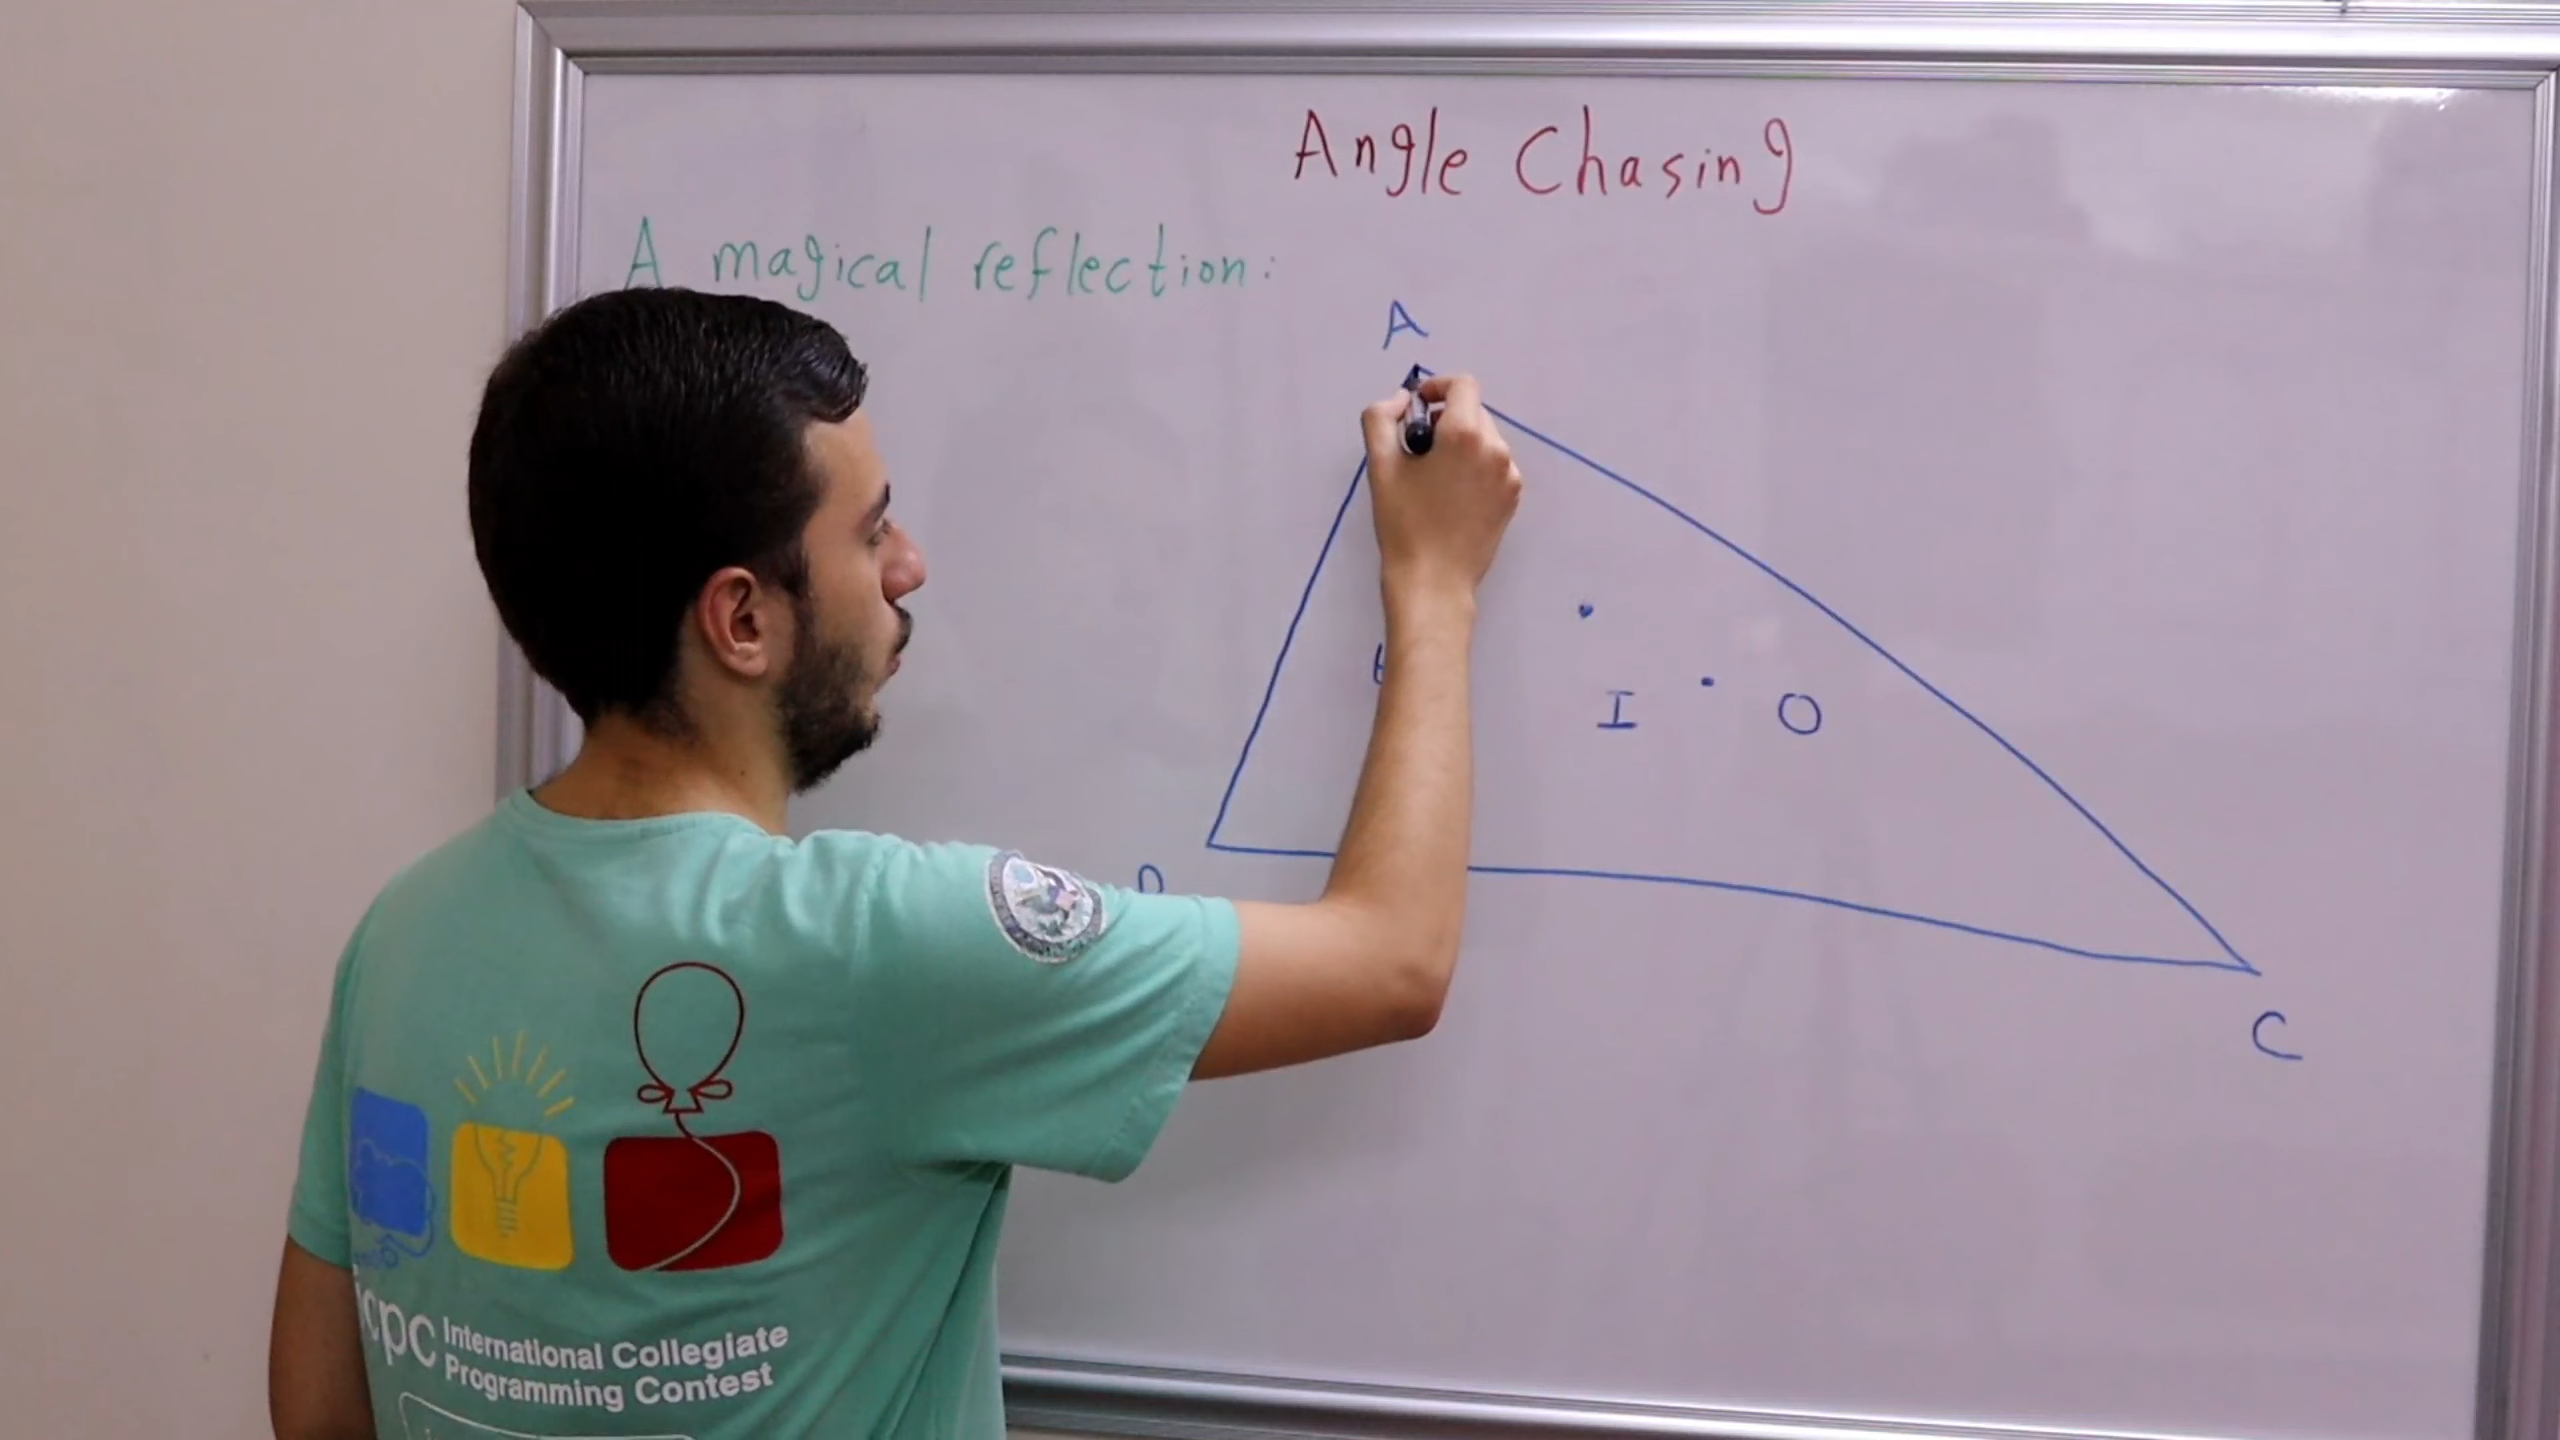 Angle Chasing
A magical reflection:
A
I O
C
icpc International Collegiate
Programming Contest